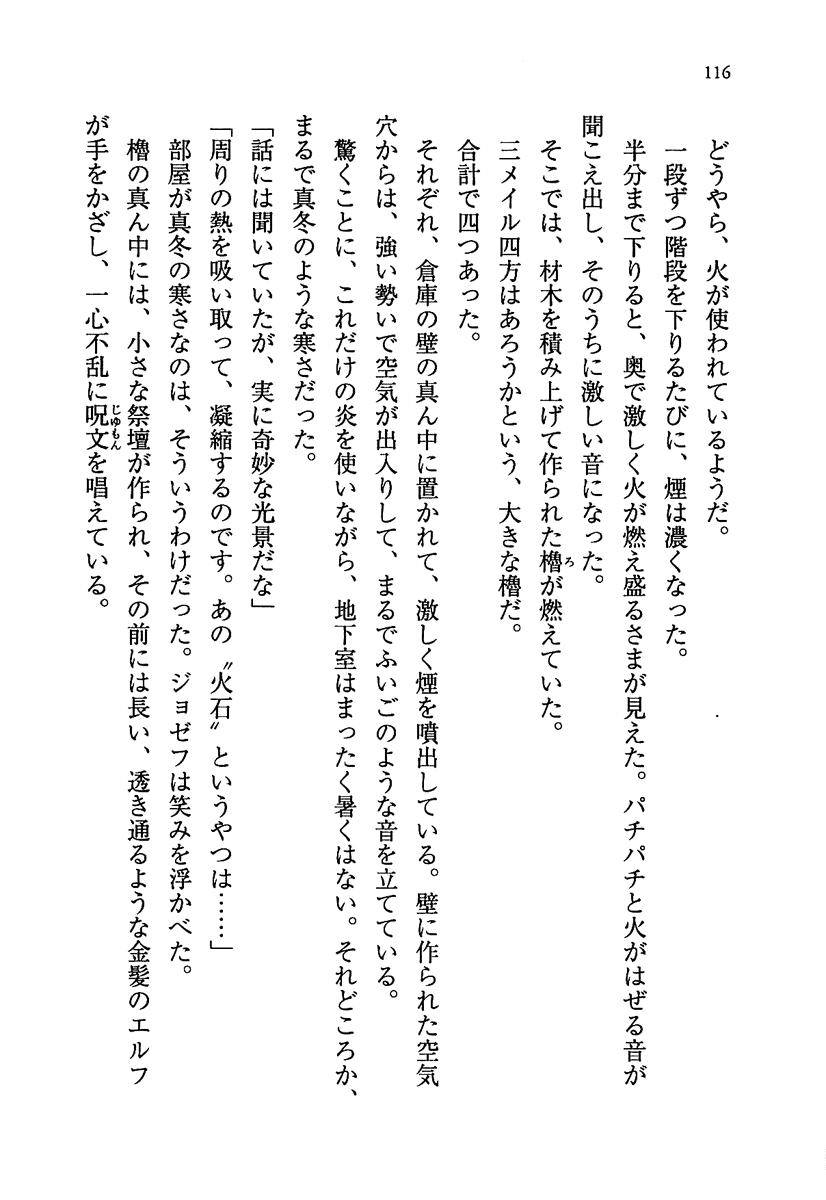 116
どうやら、火が使われているようだ。
一段ずつ階段を下りるたびに、煙は濃くなった。
半分まで下りると、奥で激しく火が燃え盛るさまが見えた。パチパチと火がはぜる音が
聞こえ出し、そのうちに激しい音になった。
そこでは、材木を積み上げて作られた櫓が燃えていた。
三メイル四方はあろうかという、大きな櫓だ。
合計で四つあった。
それぞれ、倉庫の壁の真ん中に置かれて、激しく煙を噴出している。壁に作られた空気
穴からは、強い勢いで空気が出入りして、まるでふいごのような音を立てている。
驚くことに、これだけの炎を使いながら、地下室はまったく暑くはない。それどころか、
まるで真冬のような寒さだった。
「話には聞いていたが、実に奇妙な光景だな」
「周りの熱を吸い取って、凝縮するのです。あの〝火石〟というやつは……」
部屋が真冬の寒さなのは、そういうわけだった。ジョゼフは笑みを浮かべた。
櫓の真ん中には、小さな祭壇が作られ、その前には長い、透き通るような金髪のエルフ
が手をかざし、一心不乱に呪文を唱えている。